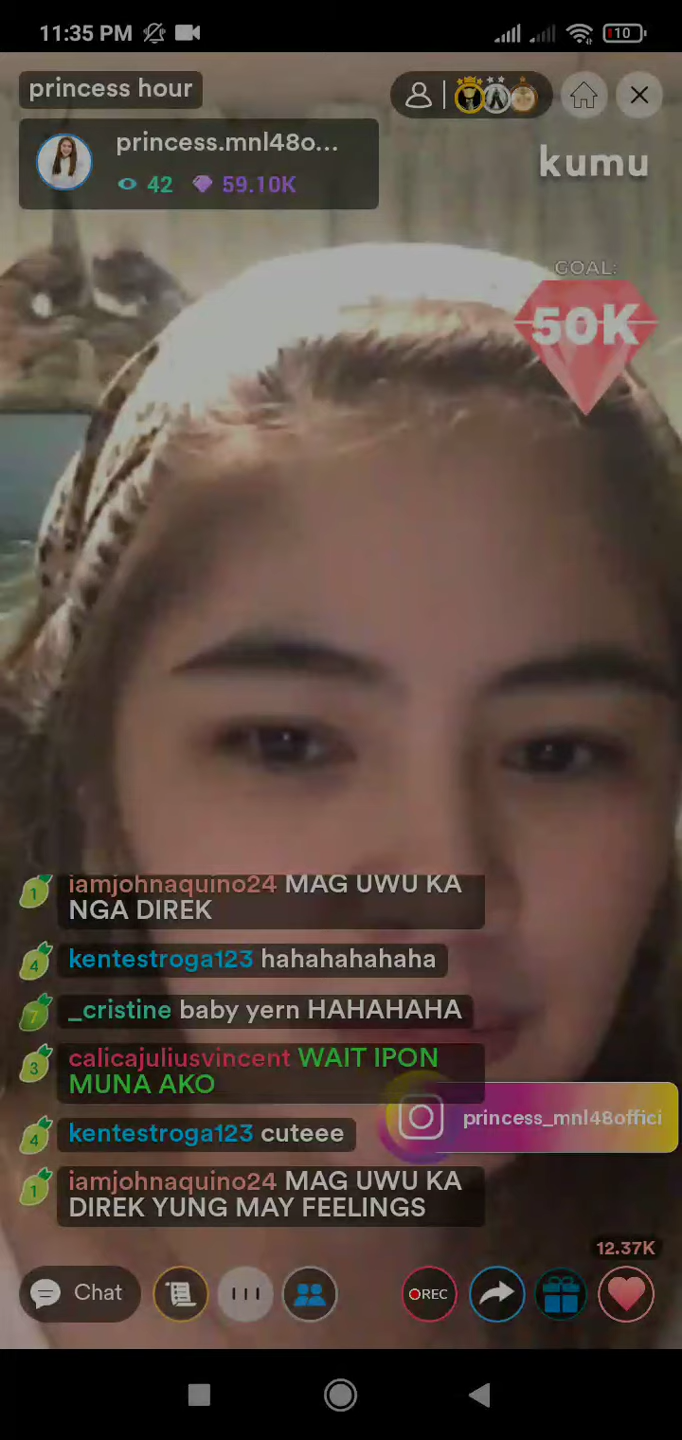 11:35 PM
10
princess hour
princess.mnl48o...
42 59.10K
kumu
GOAL:
50K
iamjohnaquino24 MAG UWU KA
NGA DIREK
1
kentestroga123 hahahahahaha
4
_cristine baby yern HAHAHAHA
7
calicajuliusvincent WAIT IPON
MUNA AKO
3
princess_mnl48offici
kentestroga123 cuteee
4
iamjohnaquino24 MAG UWU KA
DIREK YUNG MAY FEELINGS
1
12.37K
Chat
REC